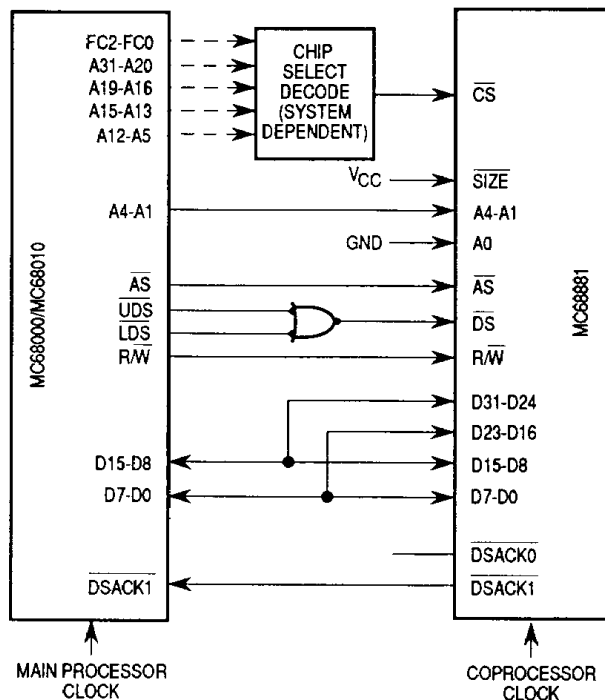 FC2-FC0
A31-A20
A19-A16
A15-A13
A12-A5
CHIP
SELECT
DECODE
(SYSTEM
DEPENDENT)
CS
VCC
SIZE
A4-A1
A4-A1
GND
A0
MC68000/MC68010
MC68881
AS
AS
UDS
LDS
DS
R/W
R/W
D31-D24
D23-D16
D15-D8
D15-D8
D7-D0
D7-D0
DSACK0
DSACK1
DSACK1
MAIN PROCESSOR
CLOCK
COPROCESSOR
CLOCK